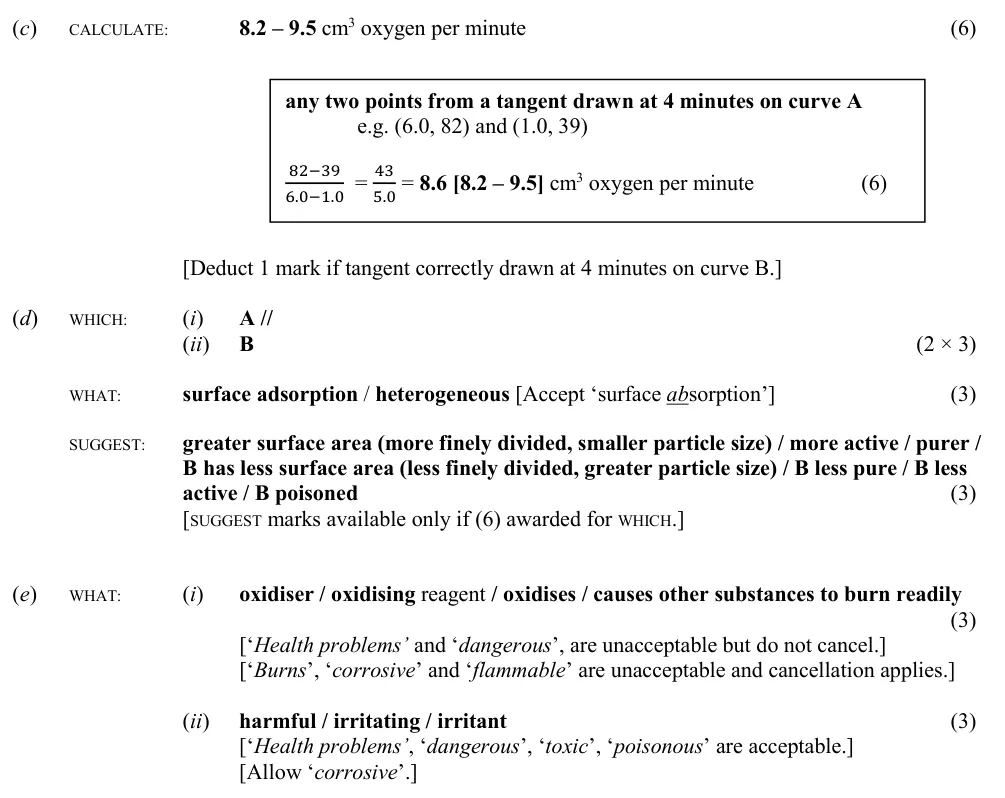 (c) CALCULATE: 8.2 – 9.5 cm³ oxygen per minute (6)
any two points from a tangent drawn at 4 minutes on curve A
e.g. (6.0, 82) and (1.0, 39)
82−39/6.0−1.0 = 43/5.0 = 8.6 [8.2 – 9.5] cm³ oxygen per minute (6)
[Deduct 1 mark if tangent correctly drawn at 4 minutes on curve B.]
(d) WHICH: (i) A //
(ii) B (2 × 3)
WHAT: surface adsorption / heterogeneous [Accept ‘surface absorption’] (3)
SUGGEST: greater surface area (more finely divided, smaller particle size) / more active / purer /
B has less surface area (less finely divided, greater particle size) / B less pure / B less
active / B poisoned (3)
[SUGGEST marks available only if (6) awarded for WHICH.]
(e) WHAT: (i) oxidiser / oxidising reagent / oxidises / causes other substances to burn readily
(3)
[‘Health problems’ and ‘dangerous’, are unacceptable but do not cancel.]
[‘Burns’, ‘corrosive’ and ‘flammable’ are unacceptable and cancellation applies.]
(ii) harmful / irritating / irritant (3)
[‘Health problems’, ‘dangerous’, ‘toxic’, ‘poisonous’ are acceptable.]
[Allow ‘corrosive’.]